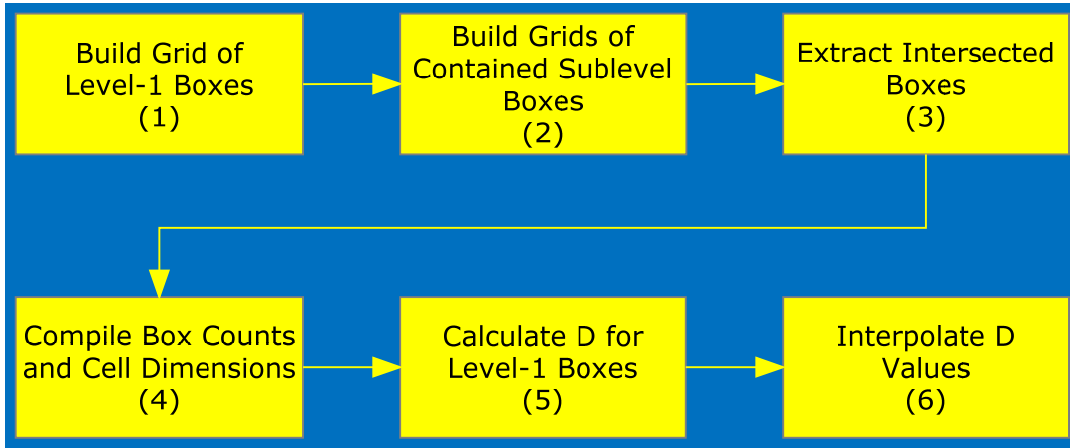 Build Grid of
Level-1 Boxes
(1)
Build Grids of
Contained Sublevel
Boxes
(2)
Extract Intersected
Boxes
(3)
Compile Box Counts
and Cell Dimensions
(4)
Calculate D for
Level-1 Boxes
(5)
Interpolate D
Values
(6)